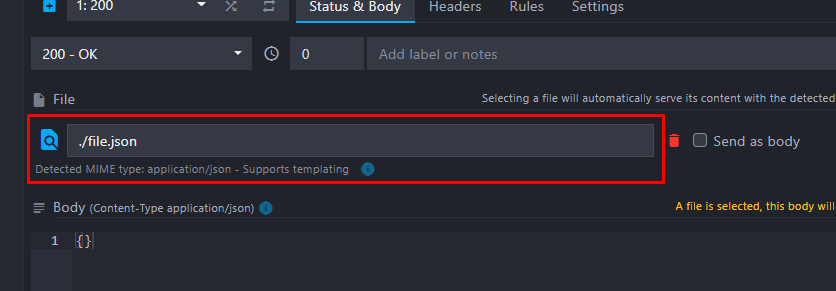 1: 200 Status & Body Headers Rules Settings
200 - OK 0 Add label or notes
File Selecting a file will automatically serve its content with the detected
./file.json Send as body
Detected MIME type: application/json - Supports templating
Body (Content-Type application/json) A file is selected, this body will
1 {}